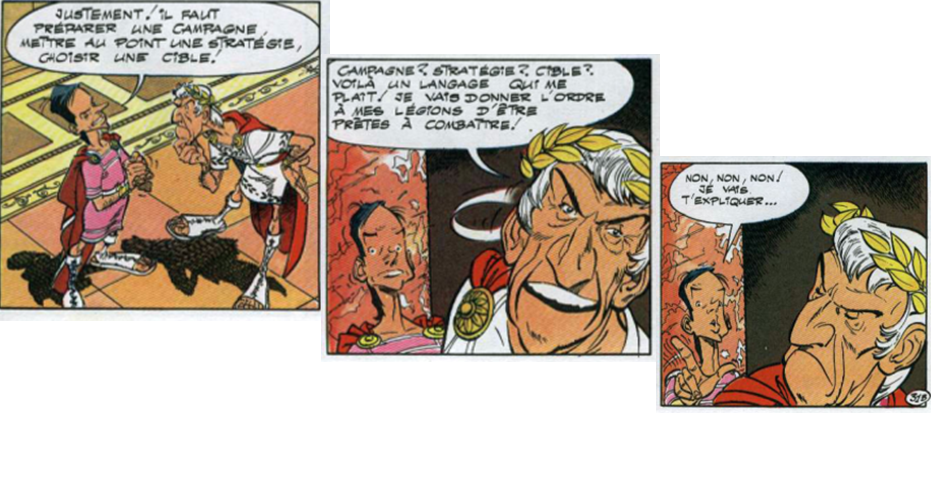 JUSTEMENT! IL FAUT
PRÉPARER UNE CAMPAGNE,
METTRE AU POINT UNE STRATÉGIE,
CHOISIR UNE CIBLE!
CAMPAGNE? STRATÉGIE? CIBLE?
VOILÀ UN LANGAGE QUI ME
PLAIT! JE VAIS DONNER L'ORDRE
À MES LÉGIONS D'ÊTRE
PRÊTES À COMBATTRE!
NON, NON, NON!
JE VAIS
T'EXPLIQUER...